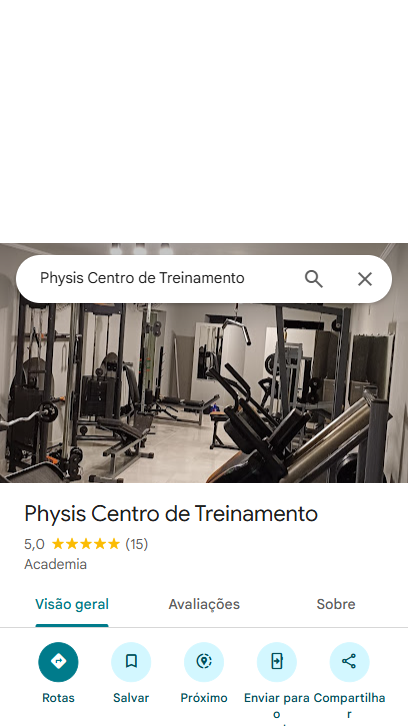 Physis Centro de Treinamento
Physis Centro de Treinamento
5,0 (15)
Academia
Visão geral Avaliações Sobre
Rotas Salvar Próximo Enviar para o Compartilhar